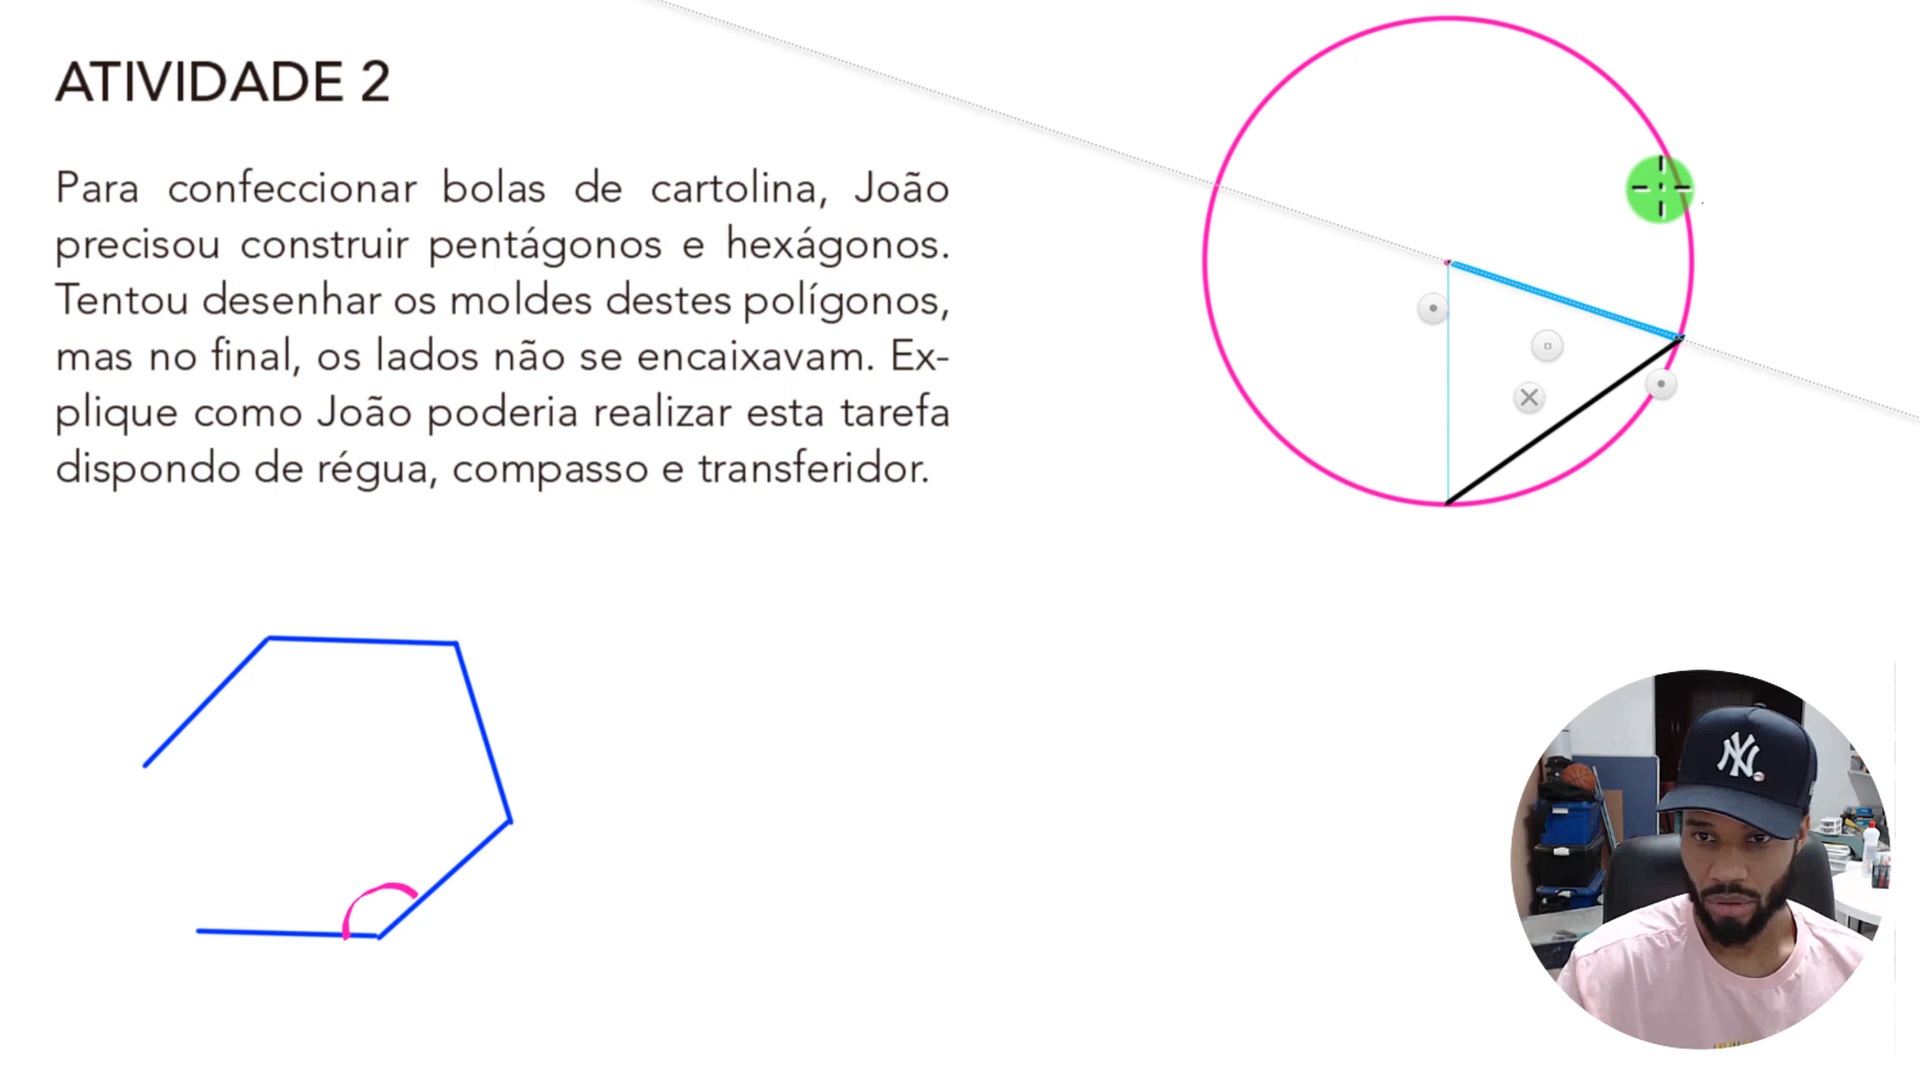 ATIVIDADE 2
Para confeccionar bolas de cartolina, João
precisou construir pentágonos e hexágonos.
Tentou desenhar os moldes destes polígonos,
mas no final, os lados não se encaixavam. Ex-
plique como João poderia realizar esta tarefa
dispondo de régua, compasso e transferidor.
NY